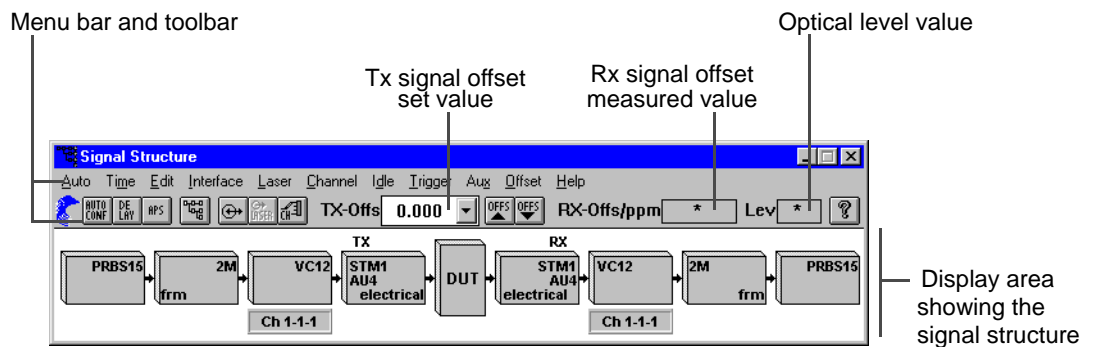 Menu bar and toolbar
Optical level value
Tx signal offset
set value
Rx signal offset
measured value
Signal Structure
Auto Time Edit Interface Laser Channel Idle Trigger Aux Offset Help
AUTO CONF DE LAY APS LASER CH TX-Offs 0.000 OFFS OFFS RX-Offs/ppm * Lev * ?
TX
RX
PRBS15
2M
frm
VC12
STM1
AU4
electrical
DUT
STM1
AU4
electrical
VC12
2M
frm
PRBS15
Ch 1-1-1
Ch 1-1-1
Display area
showing the
signal structure